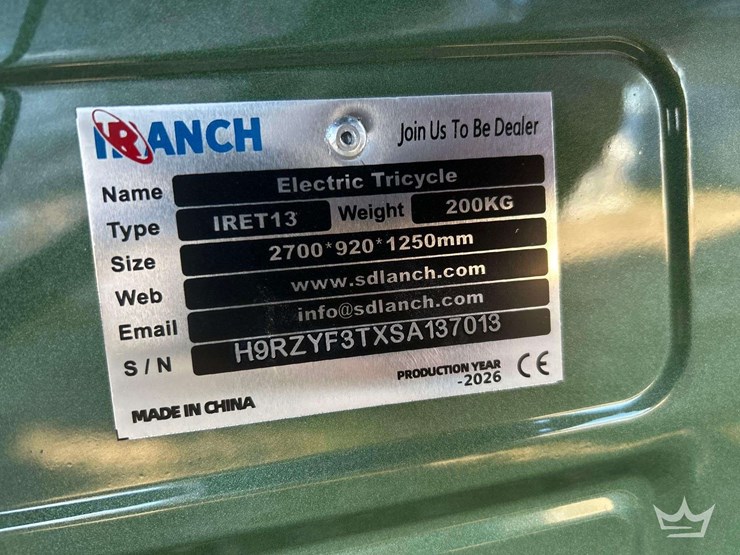 IRANCH
Join Us To Be Dealer
Name Electric Tricycle
Type IRET13 Weight 200KG
Size 2700*920*1250mm
Web www.sdlanch.com
Email info@sdlanch.com
S/N H9RZYF3TXSA137013
PRODUCTION YEAR
-2026
CE
MADE IN CHINA